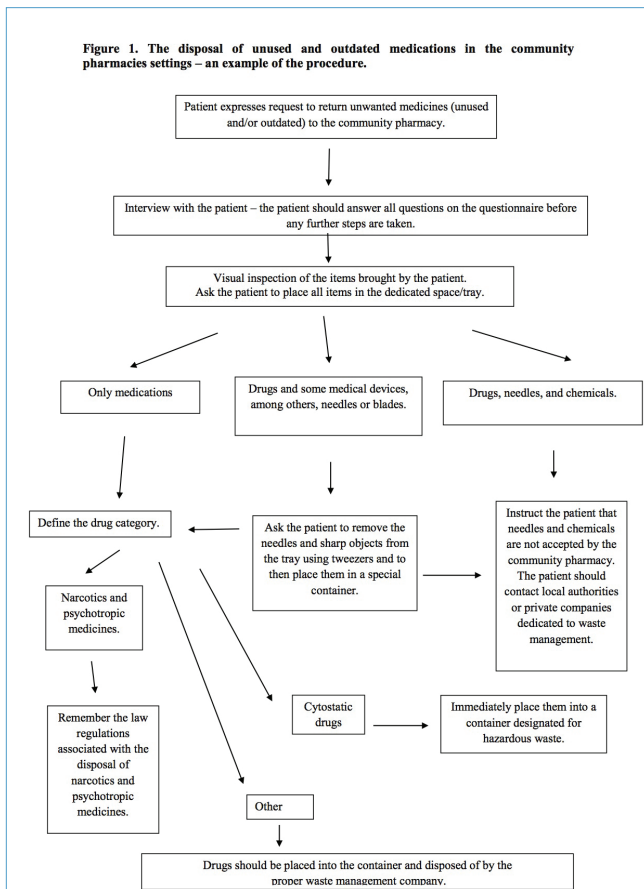 Figure 1. The disposal of unused and outdated medications in the community
pharmacies settings – an example of the procedure.
Patient expresses request to return unwanted medicines (unused
and/or outdated) to the community pharmacy.
Interview with the patient – the patient should answer all questions on the questionnaire before
any further steps are taken.
Visual inspection of the items brought by the patient.
Ask the patient to place all items in the dedicated space/tray.
Only medications
Drugs and some medical devices,
among others, needles or blades.
Drugs, needles, and chemicals.
Define the drug category.
Ask the patient to remove the
needles and sharp objects from
the tray using tweezers and to
then place them in a special
container.
Instruct the patient that
needles and chemicals
are not accepted by the
community pharmacy.
The patient should
contact local authorities
or private companies
dedicated to waste
management.
Narcotics and
psychotropic
medicines.
Remember the law
regulations
associated with the
disposal of
narcotics and
psychotropic
medicines.
Cytostatic
drugs
Immediately place them into a
container designated for
hazardous waste.
Other
Drugs should be placed into the container and disposed of by the
proper waste management company.